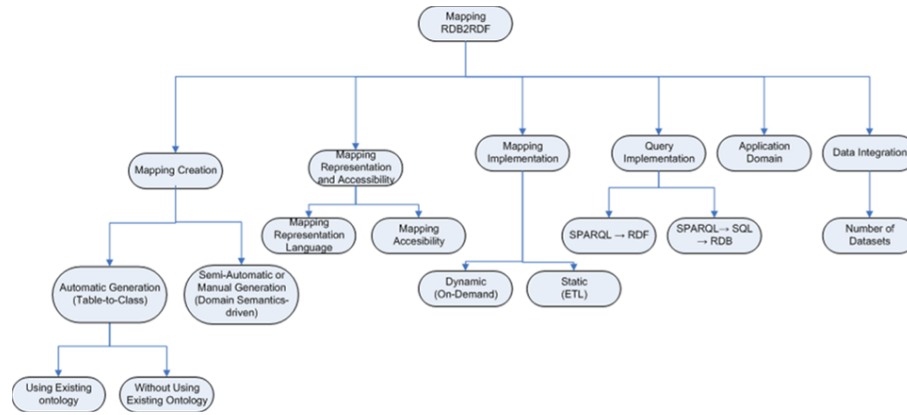 Mapping
RDB2RDF
Mapping Creation
Mapping
Representation
and Accessibility
Mapping
Implementation
Query
Implementation
Application
Domain
Data Integration
Mapping
Representation
Language
Mapping
Accesibility
SPARQL → RDF
SPARQL→ SQL
→ RDB
Number of
Datasets
Automatic Generation
(Table-to-Class)
Semi-Automatic or
Manual Generation
(Domain Semantics-
driven)
Dynamic
(On-Demand)
Static
(ETL)
Using Existing
ontology
Without Using
Existing Ontology